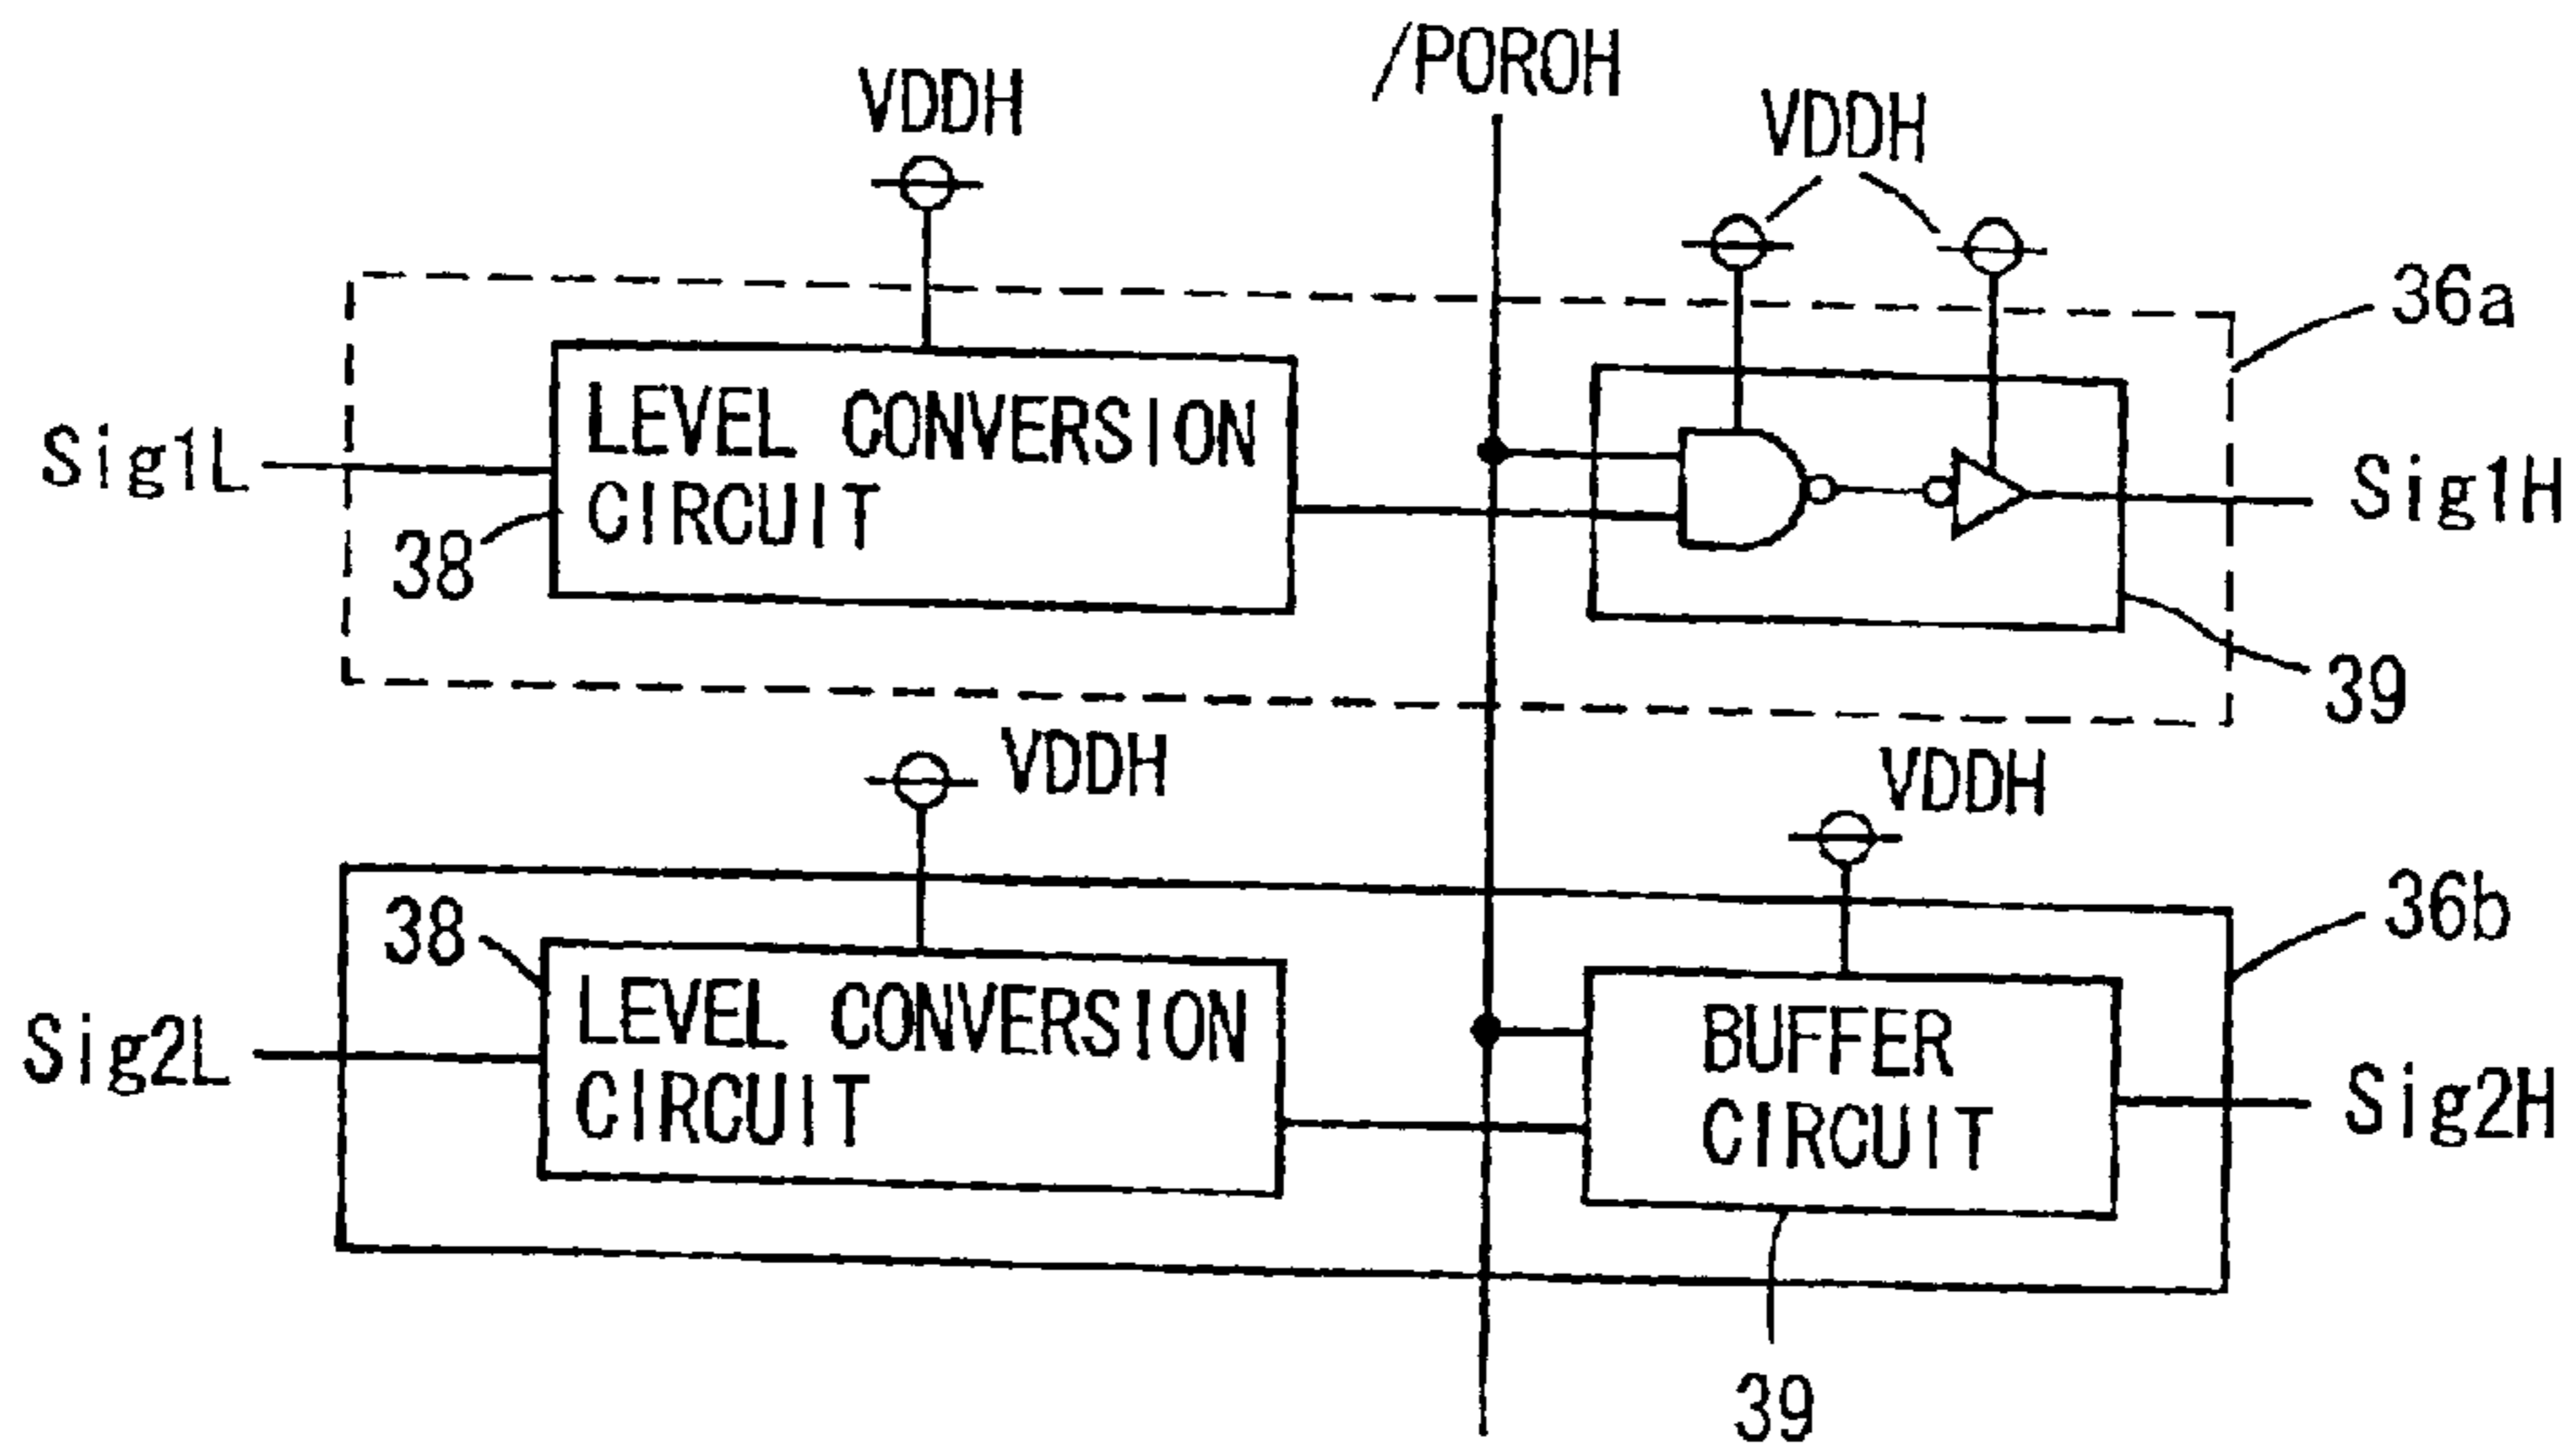 /POROH
VDDH
VDDH
36a
LEVEL CONVERSION
CIRCUIT
Sig1L
Sig1H
38
39
VDDH
VDDH
38
36b
LEVEL CONVERSION
CIRCUIT
BUFFER
CIRCUIT
Sig2L
Sig2H
39